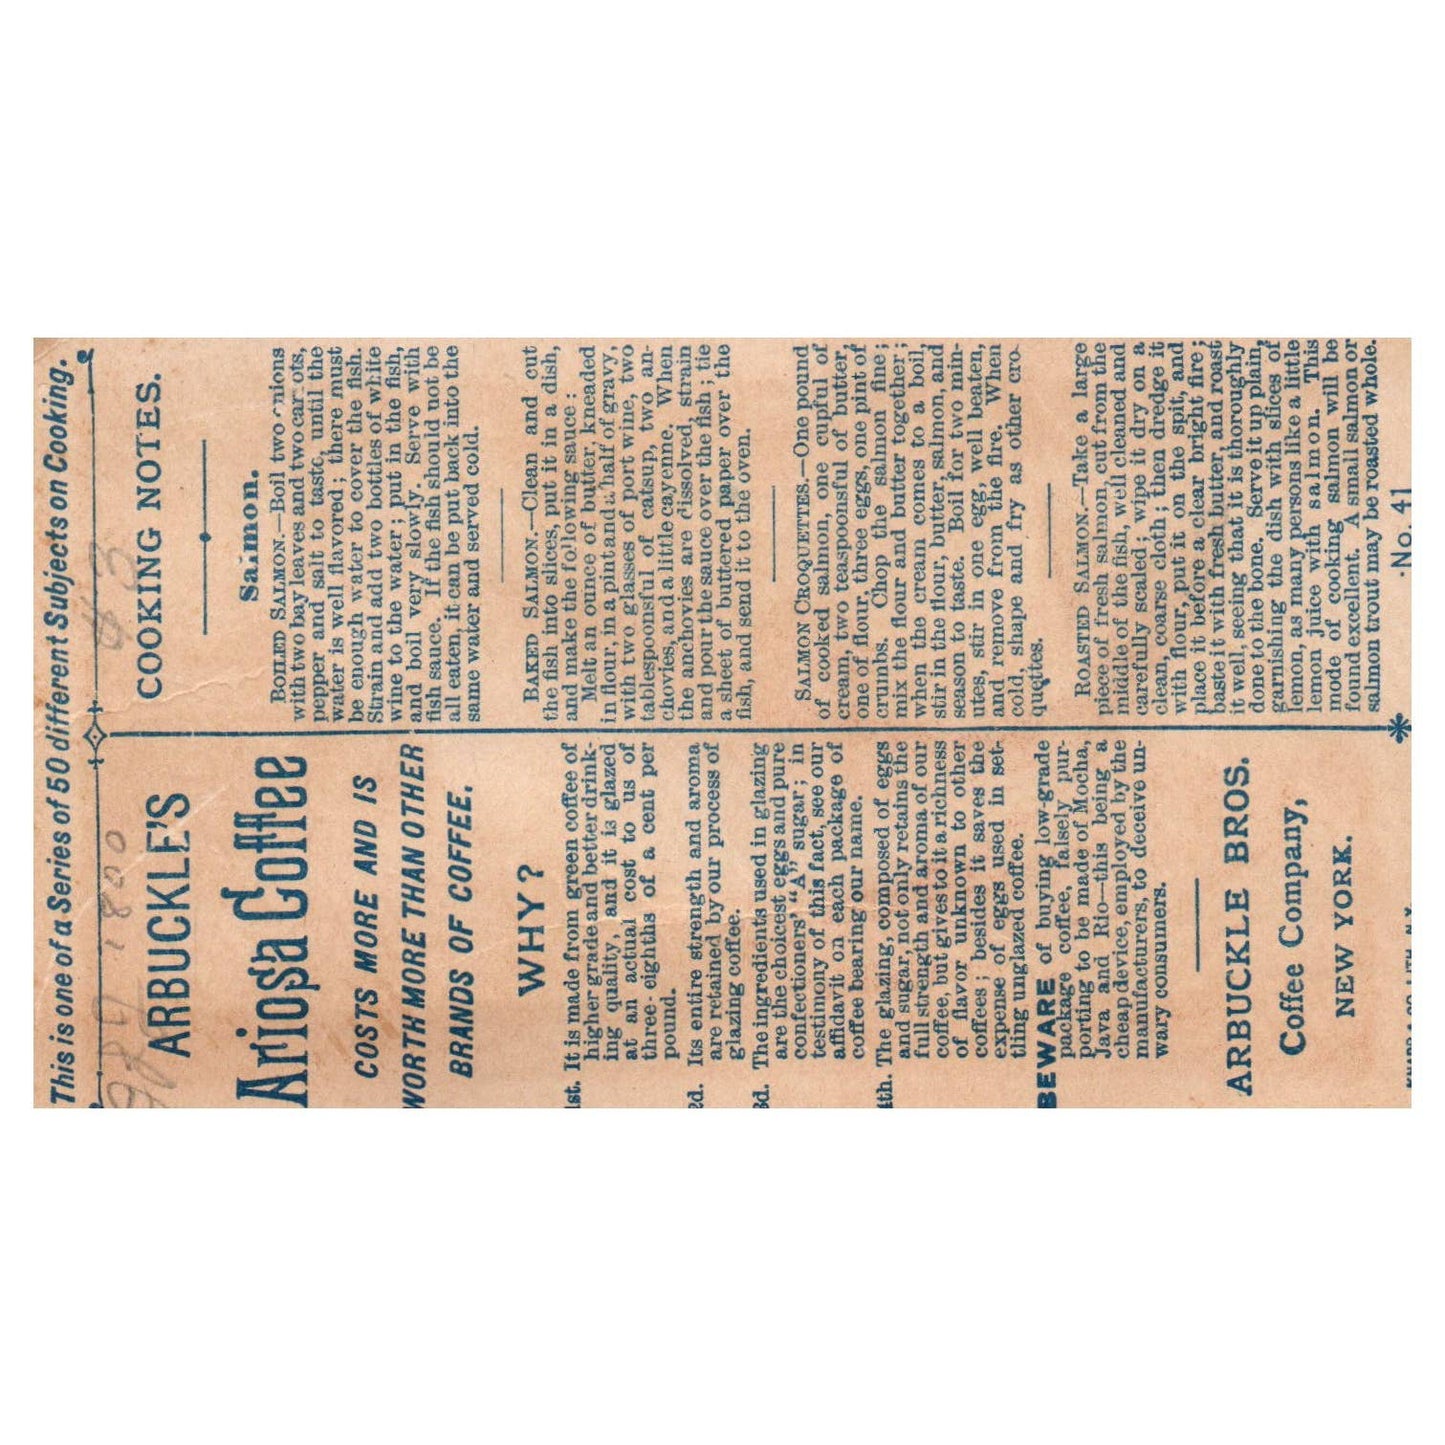 This is one of a Series of 50 different Subjects on Cooking.
ARBUCKLE'S
Ariosa Coffee
COSTS MORE AND IS
WORTH MORE THAN OTHER
BRANDS OF COFFEE.
WHY?
1st. It is made from green coffee of
higher grade and better drink-
ing quality, and it is glazed
at an actual cost to us of
three-eighths of a cent per
pound.
2d. Its entire strength and aroma
are retained by our process of
glazing coffee.
3d. The ingredients used in glazing
are the choicest eggs and pure
confectioners' "A" sugar; in
testimony of this fact, see our
affidavit on each package of
coffee bearing our name.
4th. The glazing, composed of eggs
and sugar, not only retains the
full strength and aroma of our
coffee, but gives to it a richness
of flavor unknown to other
coffees; besides it saves the
expense of eggs used in set-
tling unglazed coffee.
BEWARE of buying low-grade
package coffee, falsely pur-
porting to be made of Mocha,
Java and Rio—this being a
cheap device, employed by the
manufacturers, to deceive un-
wary consumers.
ARBUCKLE BROS.
Coffee Company,
NEW YORK.
COOKING NOTES.
Salmon.
BOILED SALMON.—Boil two onions
with two bay leaves and two carrots,
pepper and salt to taste, until the
water is well flavored; there must
be enough water to cover the fish.
Strain and add two bottles of white
wine to the water; put in the fish,
and boil very slowly. Serve with
fish sauce. If the fish should not be
all eaten, it can be put back into the
same water and served cold.
BAKED SALMON.—Clean and cut
the fish into slices, put it in a dish,
and make the following sauce:
Melt an ounce of butter, kneaded
in flour, in a pint and a half of gravy,
with two glasses of port wine, two
tablespoonsful of catsup, two an-
chovies, and a little cayenne. When
the anchovies are dissolved, strain
and pour the sauce over the fish; tie
a sheet of buttered paper over the
fish, and send it to the oven.
SALMON CROQUETTES.—One pound
of cooked salmon, one cupful of
cream, two teaspoonsful of butter,
one of flour, three eggs, one pint of
crumbs. Chop the salmon fine;
mix the flour and butter together;
when the cream comes to a boil,
stir in the flour, butter, salmon, and
season to taste. Boil for two min-
utes, stir in one egg, well beaten,
and remove from the fire. When
cold, shape and fry as other cro-
quettes.
ROASTED SALMON.—Take a large
piece of fresh salmon, cut from the
middle of the fish, well cleaned and
carefully scaled; wipe it dry on a
clean, coarse cloth; then dredge it
with flour, put it on the spit, and
place it before a clear bright fire;
baste it with fresh butter, and roast
it well, seeing that it is thoroughly
done to the bone. Serve it up plain,
garnishing the dish with slices of
lemon, as many persons like a little
lemon juice with salmon. This
mode of cooking salmon will be
found excellent. A small salmon or
salmon trout may be roasted whole.
No. 41